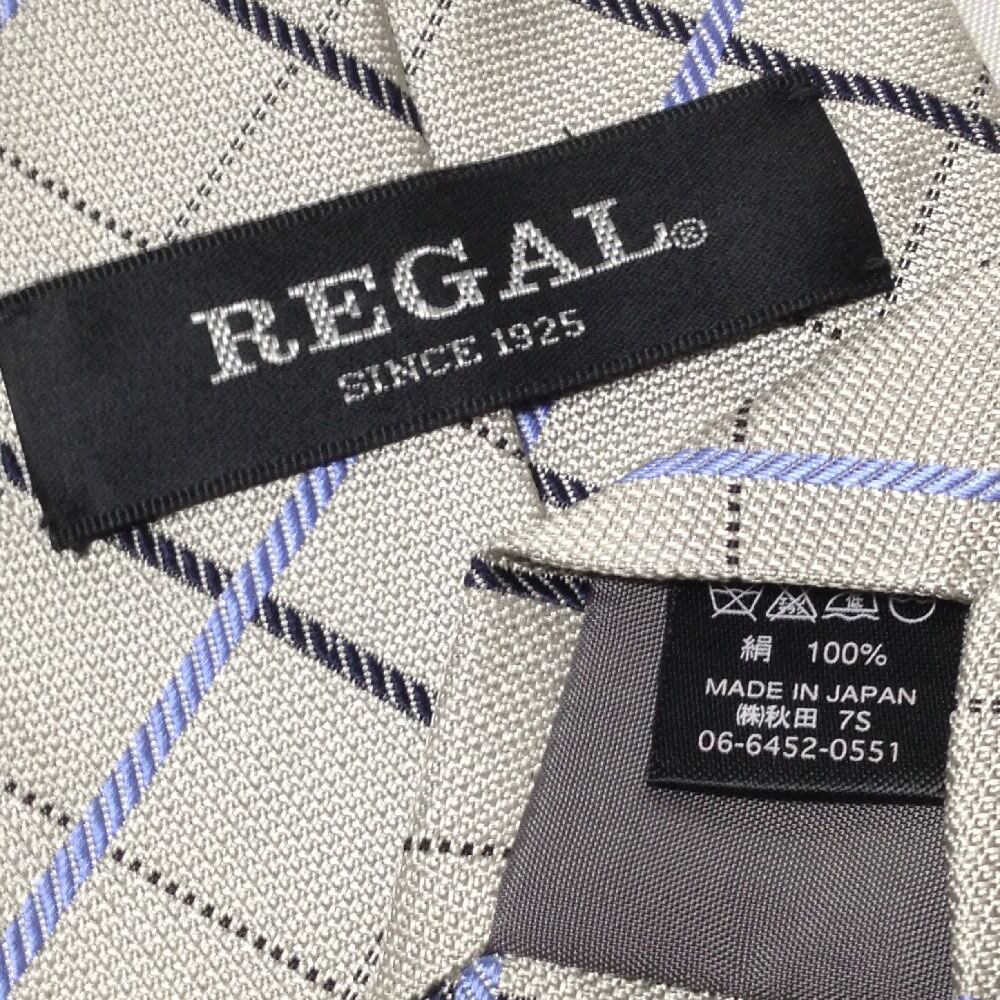 REGAL®
SINCE 1925
絹 100%
MADE IN JAPAN
㈱秋田 7S
06-6452-0551